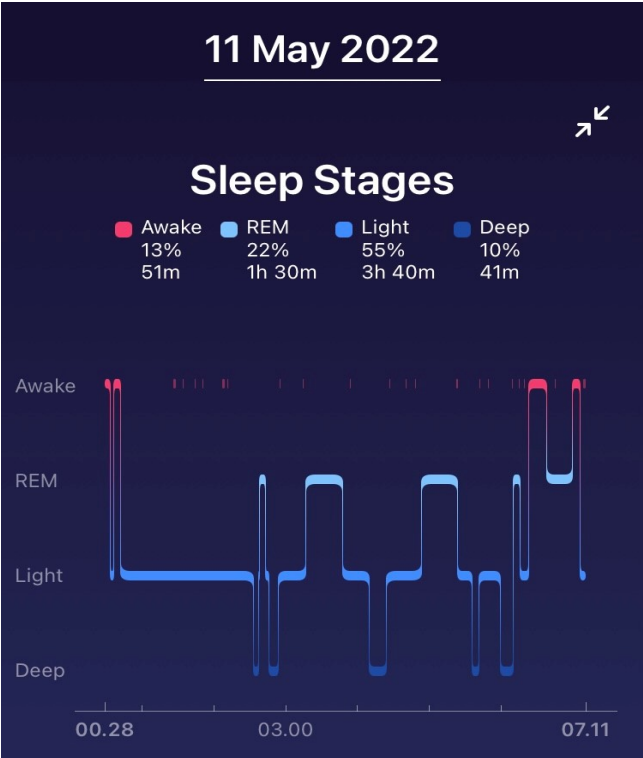 11 May 2022
Sleep Stages
Awake REM Light Deep
13% 22% 55% 10%
51m 1h 30m 3h 40m 41m
Awake
REM
Light
Deep
00.28 03.00 07.11